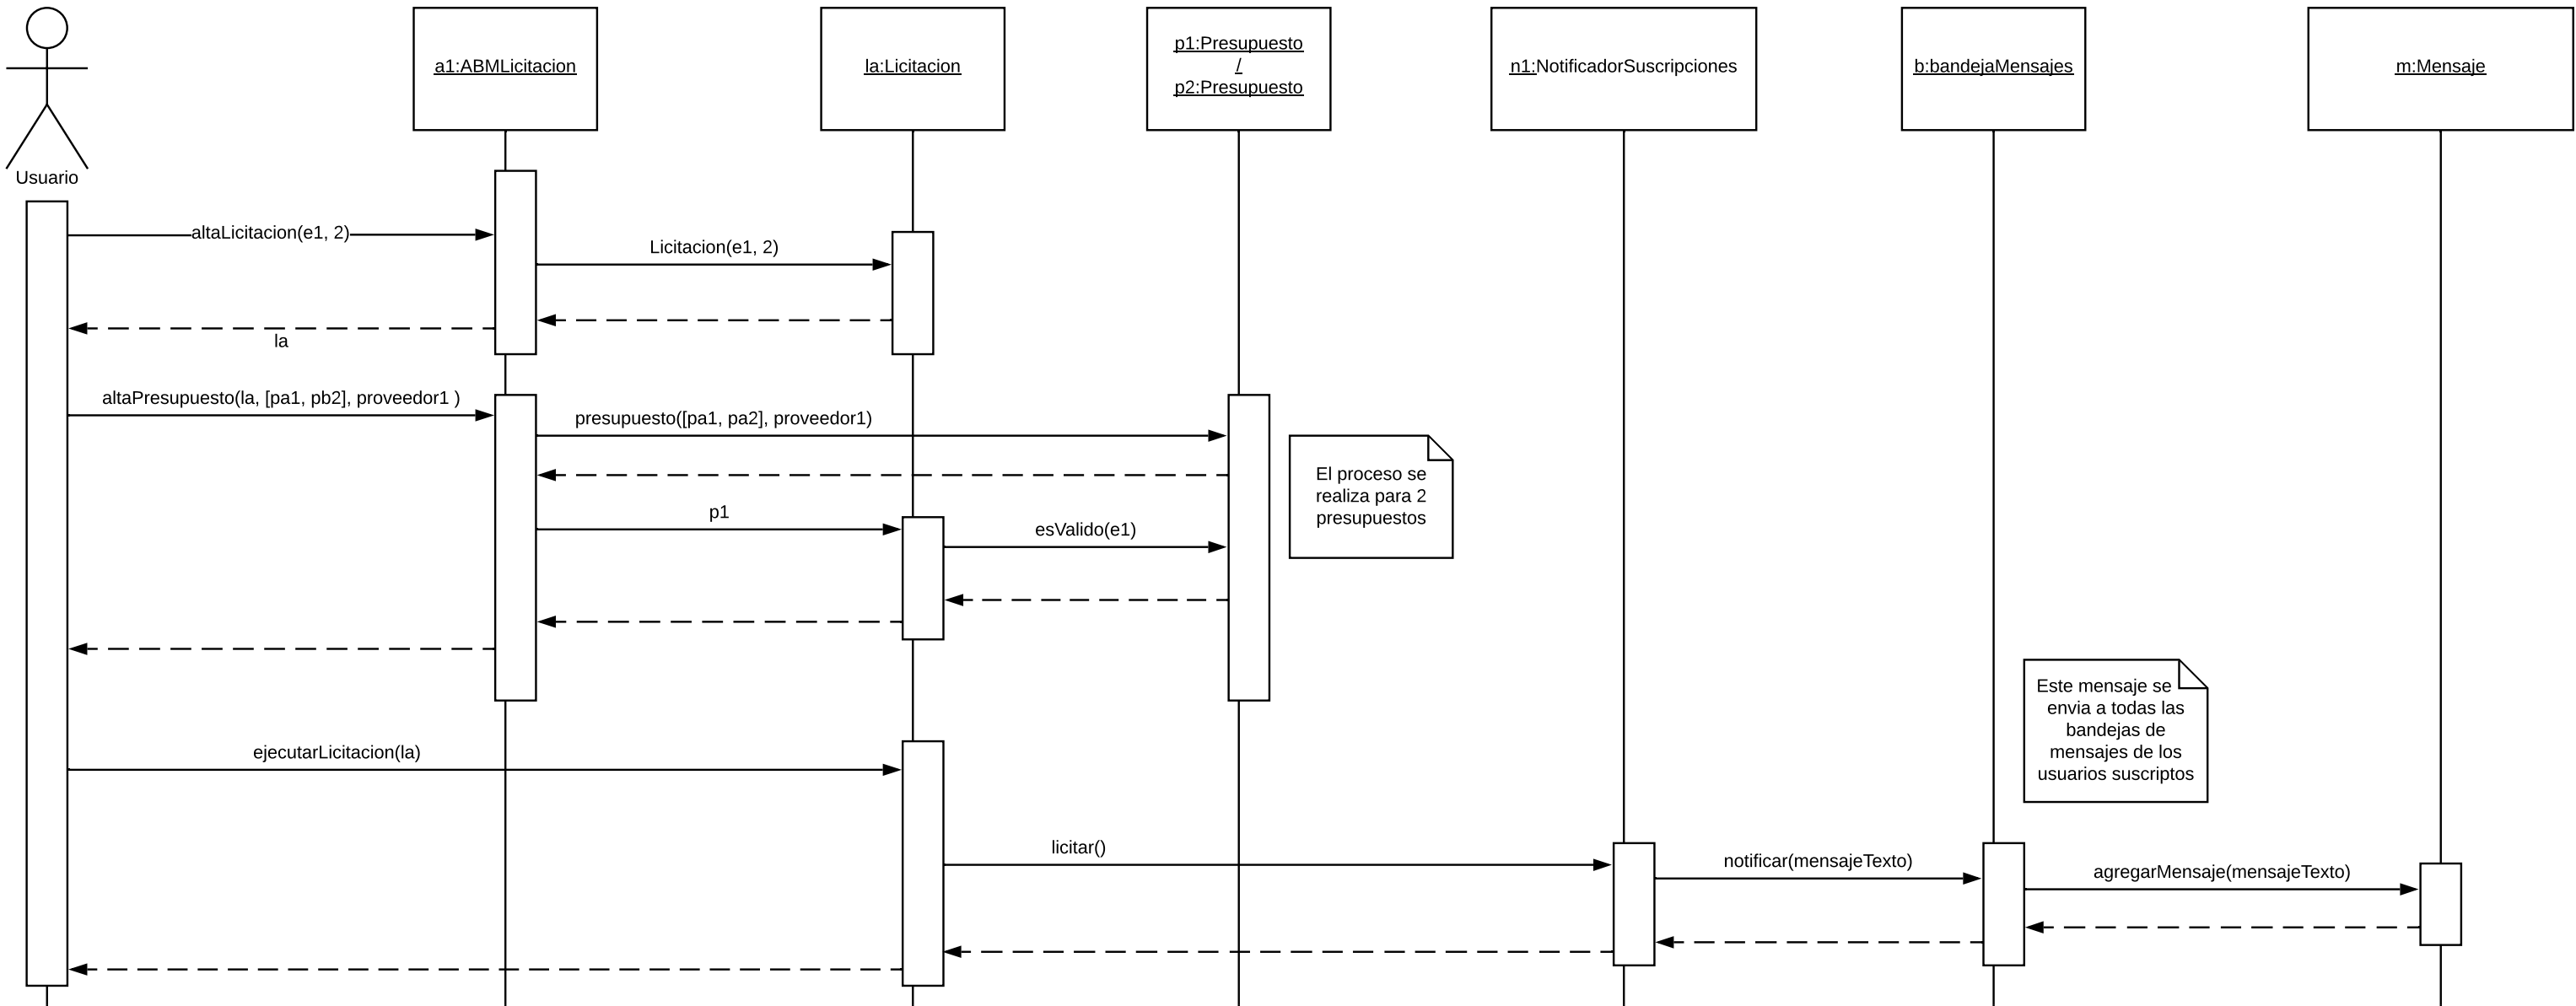 Usuario
a1:ABMLicitacion
la:Licitacion
p1:Presupuesto
/
p2:Presupuesto
n1:NotificadorSuscripciones
b:bandejaMensajes
m:Mensaje
altaLicitacion(e1, 2)
Licitacion(e1, 2)
la
altaPresupuesto(la, [pa1, pb2], proveedor1 )
presupuesto([pa1, pa2], proveedor1)
El proceso se
realiza para 2
presupuestos
p1
esValido(e1)
Este mensaje se
envia a todas las
bandejas de
mensajes de los
usuarios suscriptos
ejecutarLicitacion(la)
licitar()
notificar(mensajeTexto)
agregarMensaje(mensajeTexto)